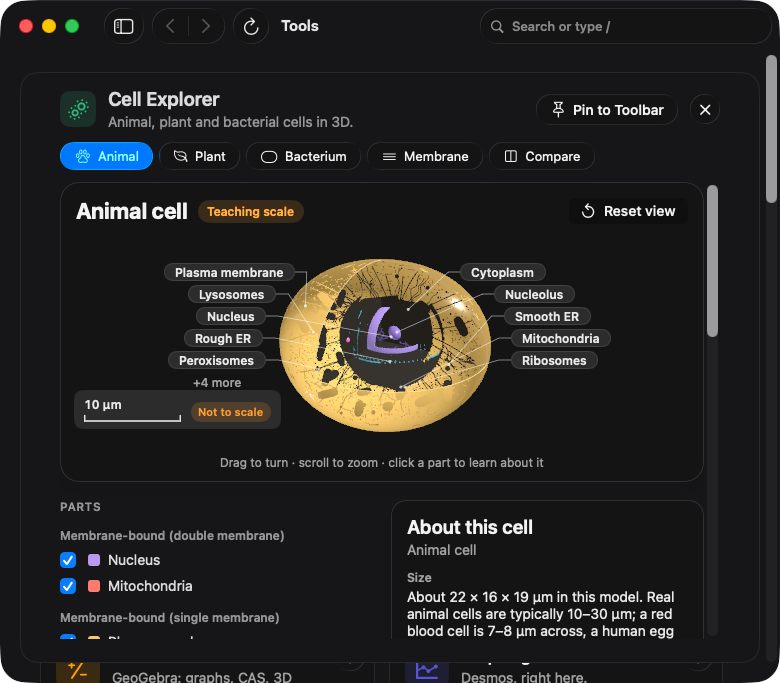 Tools
Search or type /
Cell Explorer
Animal, plant and bacterial cells in 3D.
Pin to Toolbar
Animal
Plant
Bacterium
Membrane
Compare
Animal cell
Teaching scale
Reset view
Plasma membrane
Lysosomes
Nucleus
Rough ER
Peroxisomes
+4 more
Cytoplasm
Nucleolus
Smooth ER
Mitochondria
Ribosomes
10 µm
Not to scale
Drag to turn · scroll to zoom · click a part to learn about it
PARTS
Membrane-bound (double membrane)
Nucleus
Mitochondria
Membrane-bound (single membrane)
About this cell
Animal cell
Size
About 22 × 16 × 19 µm in this model. Real
animal cells are typically 10–30 µm; a red
blood cell is 7–8 µm across, a human egg
GeoGebra: graphs, CAS, 3D
Desmos, right here.